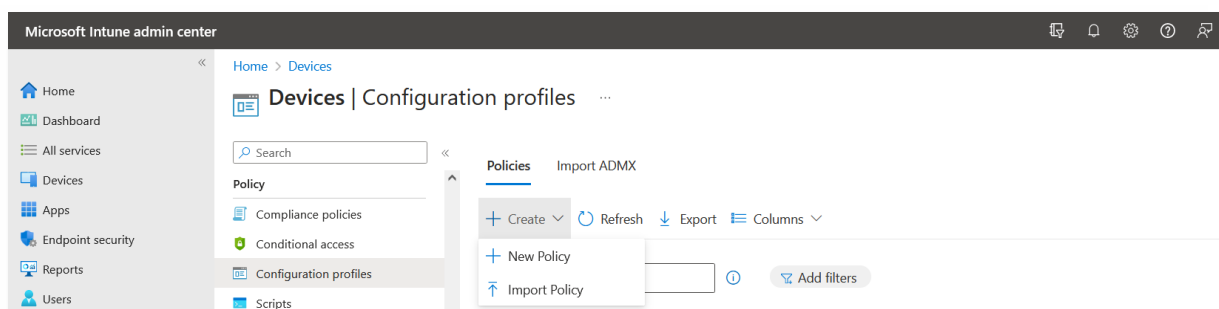 Microsoft Intune admin center
Home
Dashboard
All services
Devices
Apps
Endpoint security
Reports
Users
Home > Devices
Devices | Configuration profiles ...
Search
Policy
Compliance policies
Conditional access
Configuration profiles
Scripts
Policies Import ADMX
Create Refresh Export Columns
New Policy
Import Policy
Add filters